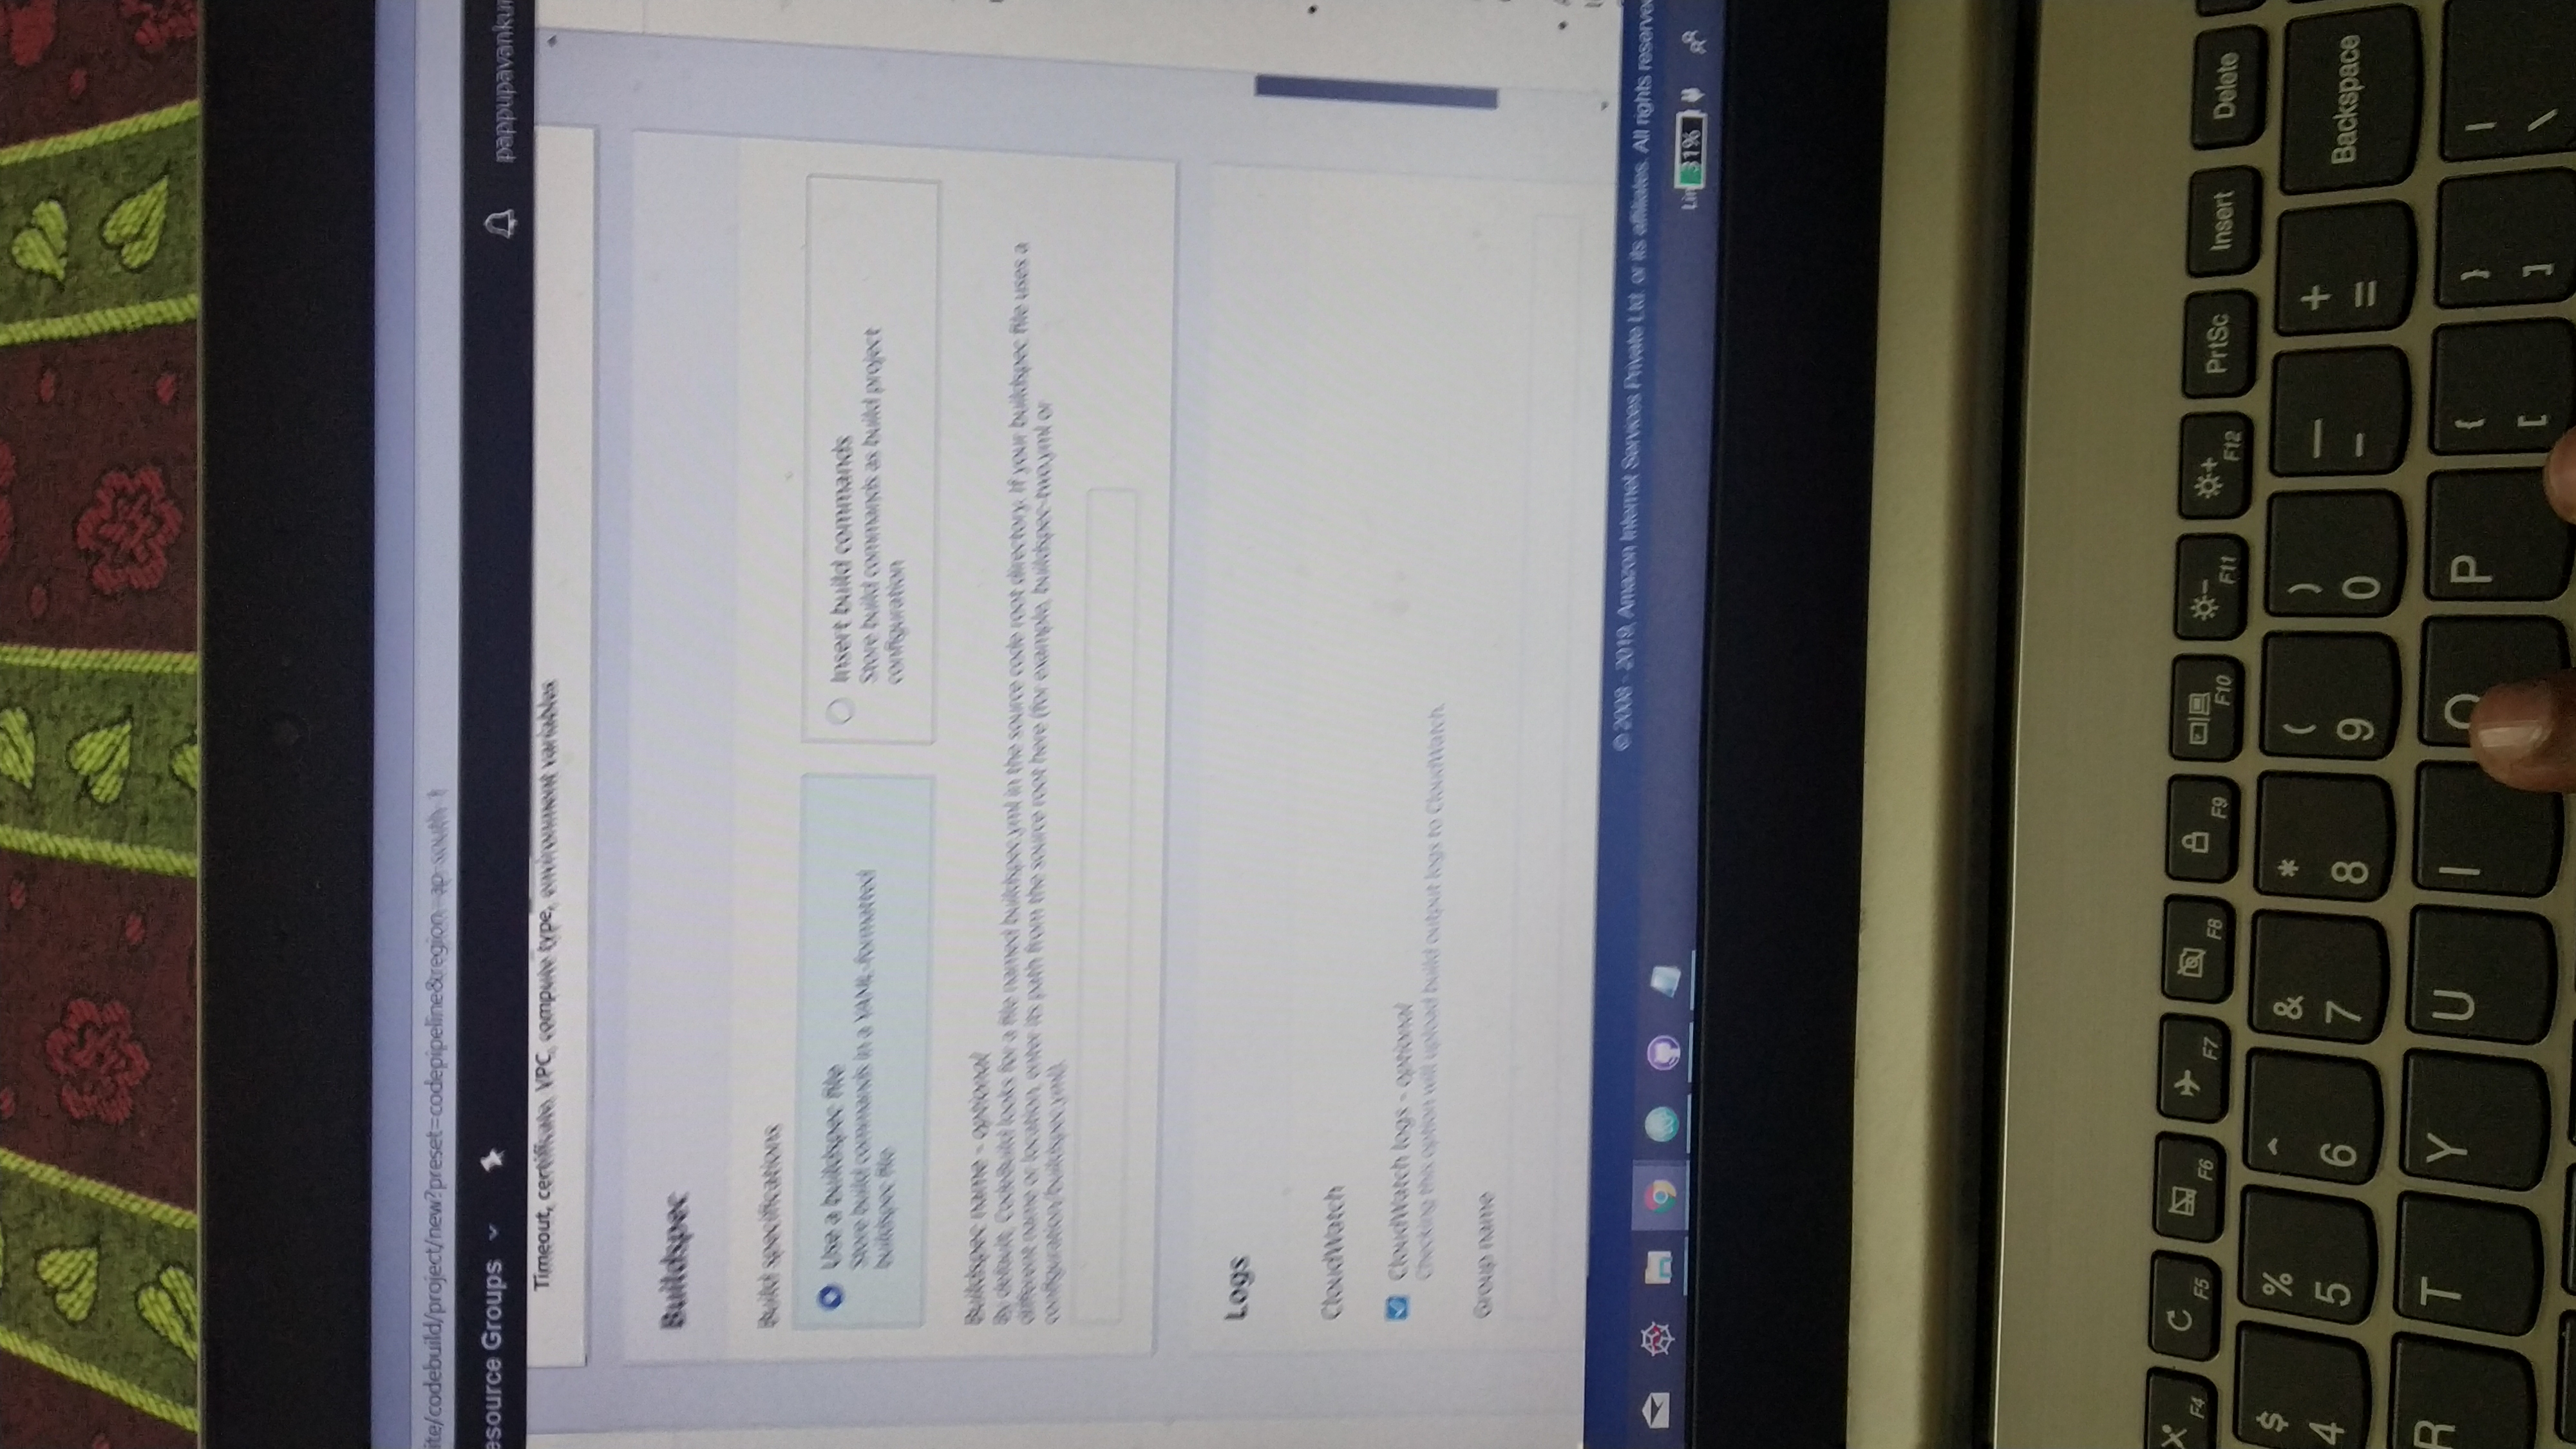 ite/codebuild/project/new?preset=codepipeline&region=ap-south-1
esource Groups
pappupavankur
Timeout, certificate, VPC, compute type, environment variables
Buildspec
Build specifications
Use a buildspec file
Store build commands in a YAML-formatted
buildspec file
Insert build commands
Store build commands as build project
configuration
Buildspec name - optional
By default, CodeBuild looks for a file named buildspec.yml in the source code root directory. If your buildspec file uses a
different name or location, enter its path from the source root here (for example, buildspec-two.yml or
configuration/buildspec.yml).
Logs
CloudWatch
CloudWatch logs - optional
Checking this option will upload build output logs to CloudWatch.
Group name
© 2008 - 2019, Amazon Internet Services Private Ltd. or its affiliates. All rights reserve
31%
F4 F5 F6 F7 F8 F9 F10 F11 F12 PrtSc Insert Delete
$ % ^ & * ( ) — +
4 5 6 7 8 9 0 - = Backspace
R T Y U I O P { } |
[ ] \